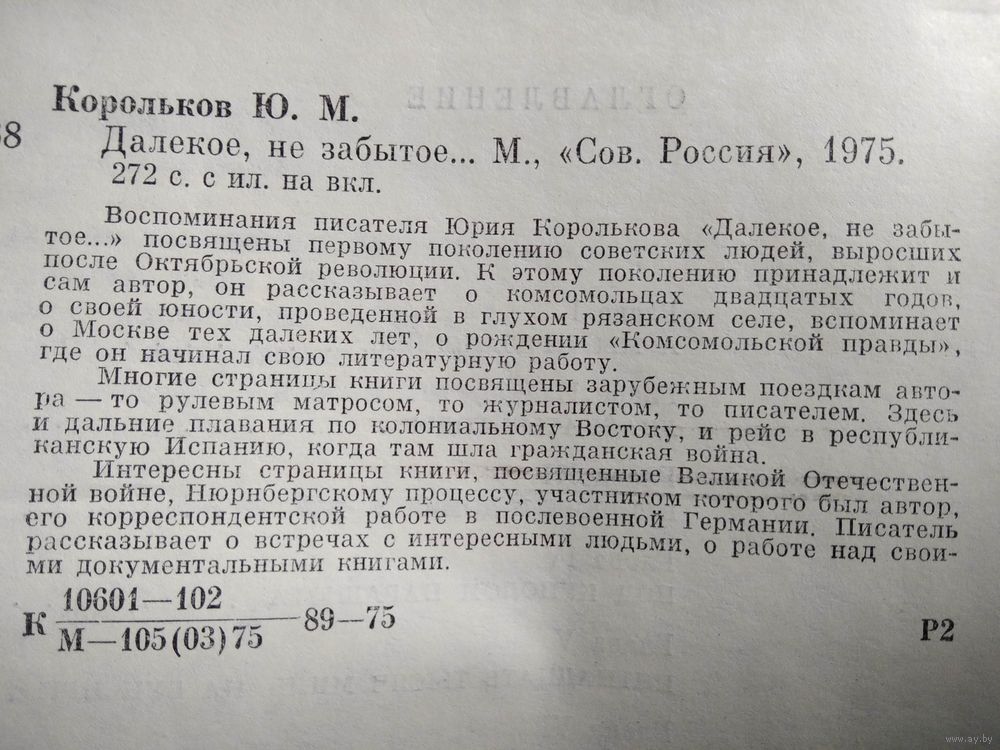 ОГЛАВЛЕНИЕ
Корольков Ю. М.
68
Далекое, не забытое... М., «Сов. Россия», 1975.
272 с. с ил. на вкл.
Воспоминания писателя Юрия Королькова «Далекое, не забы-
тое...» посвящены первому поколению советских людей, выросших
после Октябрьской революции. К этому поколению принадлежит и
сам автор, он рассказывает о комсомольцах двадцатых годов,
о своей юности, проведенной в глухом рязанском селе, вспоминает
о Москве тех далеких лет, о рождении «Комсомольской правды»,
где он начинал свою литературную работу.
Многие страницы книги посвящены зарубежным поездкам авто-
ра — то рулевым матросом, то журналистом, то писателем. Здесь
и дальние плавания по колониальному Востоку, и рейс в республи-
канскую Испанию, когда там шла гражданская война.
Интересны страницы книги, посвященные Великой Отечествен-
ной войне, Нюрнбергскому процессу, участником которого был автор,
его корреспондентской работе в послевоенной Германии. Писатель
рассказывает о встречах с интересными людьми, о работе над свои-
ми документальными книгами.
К 10601—102
М—105(03)75 89—75
Р2
www.ay.by